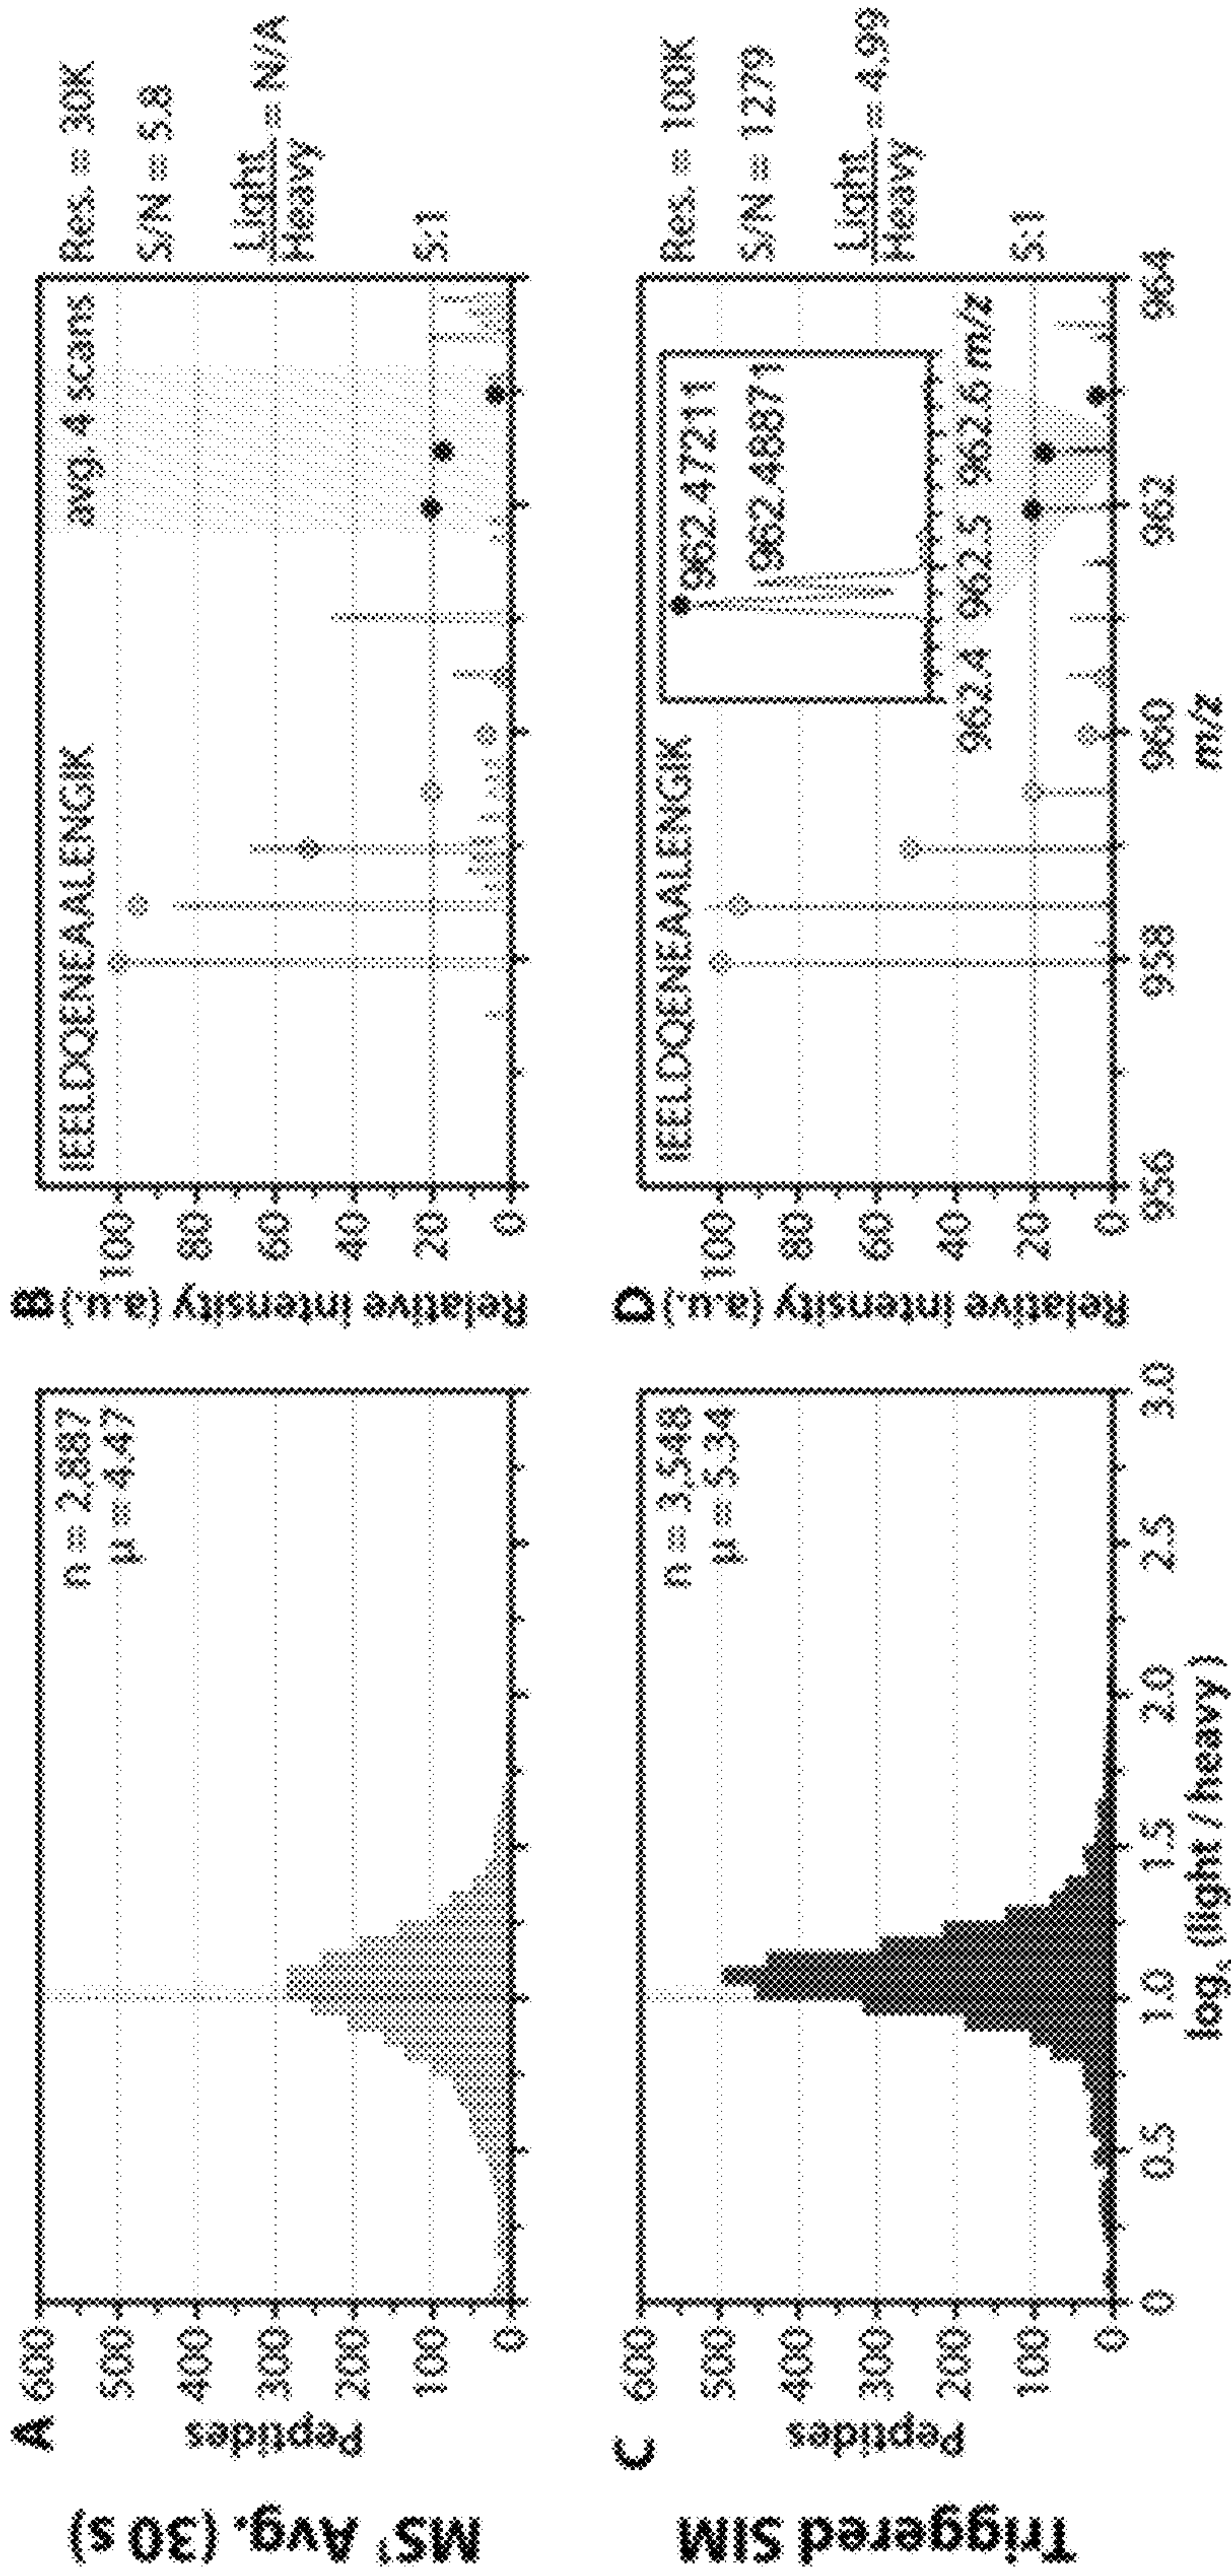 MS¹ Avg. (30 s)
A
Peptides
600
500
400
300
200
100
0
n = 2,887
µ = 4.47
B
Relative intensity (a.u.)
100
80
60
40
20
0
IEELDQENEAALENGIK
avg. 4 scans
Res. = 30K
S/N = 5.8
Light
Heavy
= N/A
5:1
Triggered SIM
C
Peptides
600
500
400
300
200
100
0
n = 3,548
µ = 5.34
0 0.5 1.0 1.5 2.0 2.5 3.0
log₅ (light / heavy)
D
Relative intensity (a.u.)
100
80
60
40
20
0
IEELDQENEAALENGIK
962.47211
962.48871
962.4 962.5 962.6 m/z
Res. = 100K
S/N = 1279
Light
Heavy
= 4.99
5:1
956 958 960 962 964
m/z